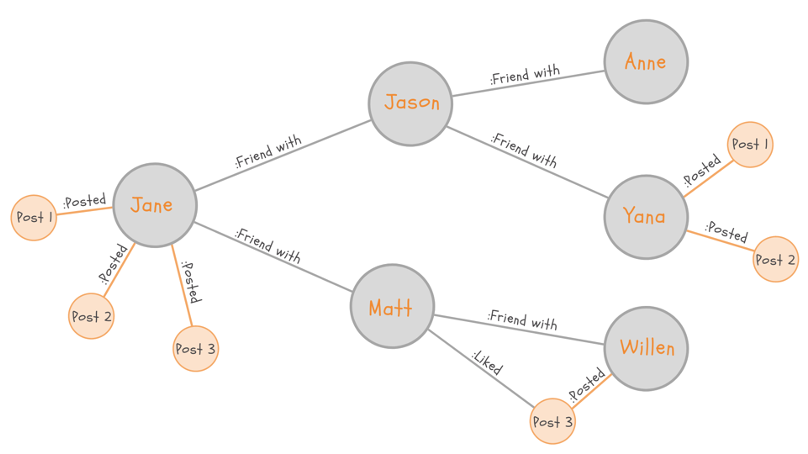 Anne
:Friend with
Jason
:Friend with
Post 1
:Posted
:Friend with
Yana
:Posted
Post 2
Jane
:Posted
Post 1
:Posted
Post 2
:Posted
Post 3
:Friend with
Matt
:Friend with
Willen
:Liked
:Posted
Post 3